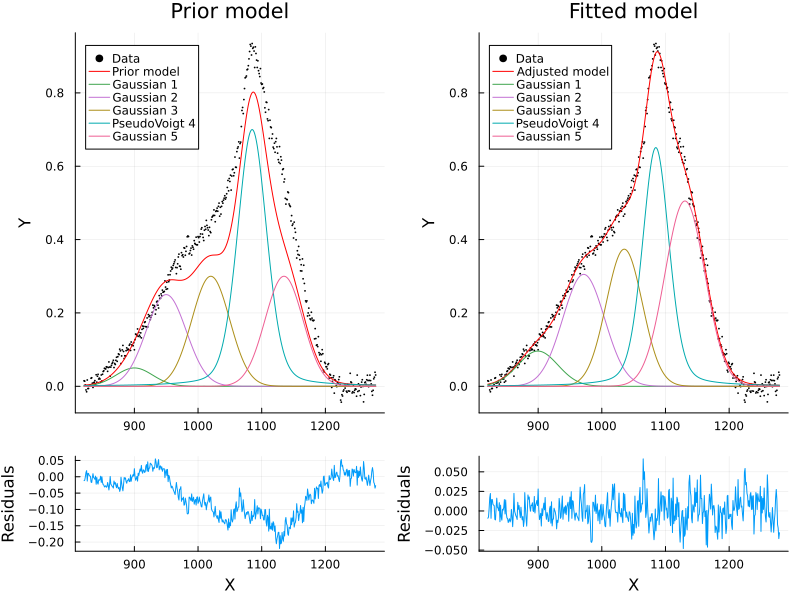 Prior model
Data
Prior model
Gaussian 1
Gaussian 2
Gaussian 3
PseudoVoigt 4
Gaussian 5
Y
0.8
0.6
0.4
0.2
0.0
900 1000 1100 1200
Residuals
0.05
0.00
−0.05
−0.10
−0.15
−0.20
900 1000 1100 1200
X
Fitted model
Data
Adjusted model
Gaussian 1
Gaussian 2
Gaussian 3
PseudoVoigt 4
Gaussian 5
Y
0.8
0.6
0.4
0.2
0.0
900 1000 1100 1200
Residuals
0.050
0.025
0.000
−0.025
−0.050
900 1000 1100 1200
X